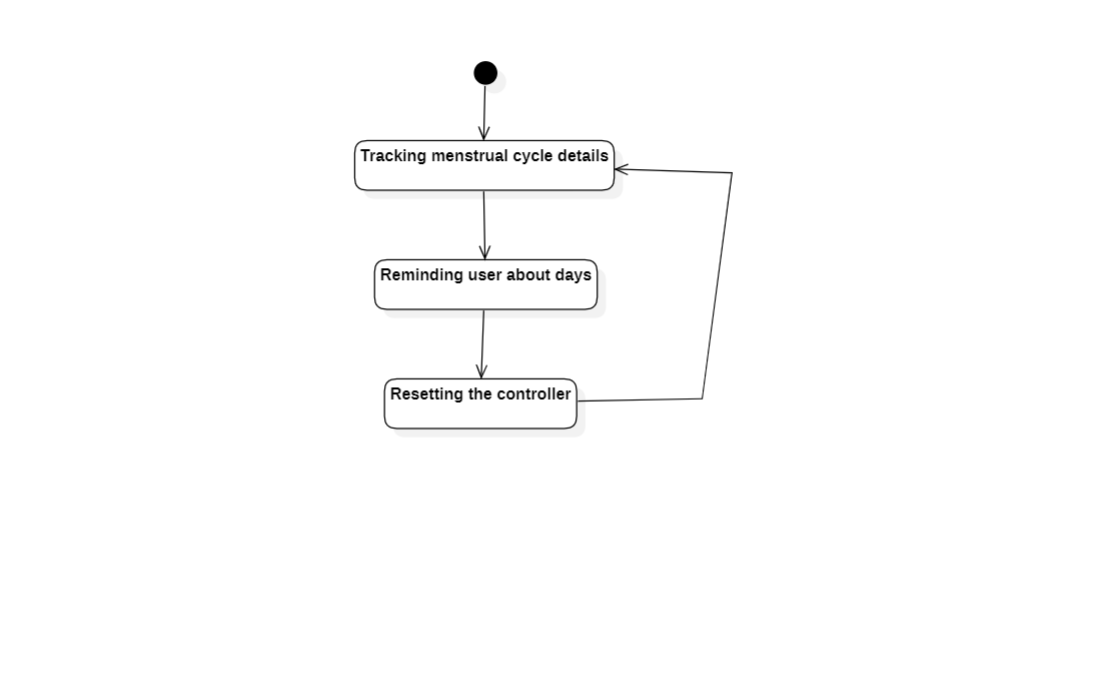 Tracking menstrual cycle details
Reminding user about days
Resetting the controller